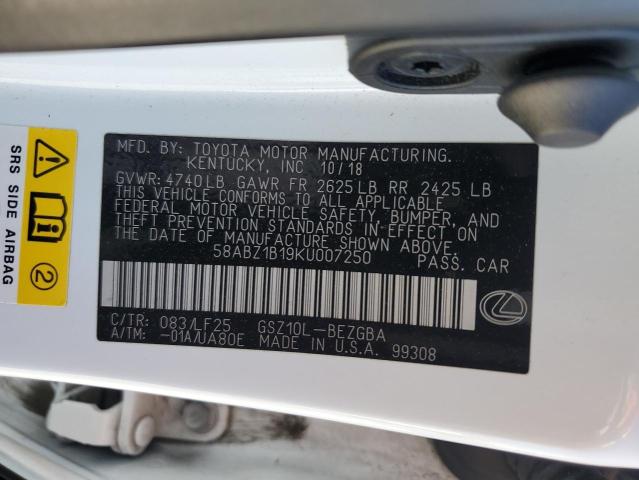 MFD. BY: TOYOTA MOTOR MANUFACTURING.
KENTUCKY, INC 10/18
GVWR: 4740LB GAWR FR 2625LB RR 2425 LB
THIS VEHICLE CONFORMS TO ALL APPLICABLE
FEDERAL MOTOR VEHICLE SAFETY, BUMPER, AND
THEFT PREVENTION STANDARDS IN EFFECT ON
THE DATE OF MANUFACTURE SHOWN ABOVE.
58ABZ1B19KU007250
PASS. CAR
C/TR: 083/LF25 GSZ10L-BEZGBA
A/TM: -01A/UA80E MADE IN U.S.A. 99308
SRS SIDE AIRBAG
2